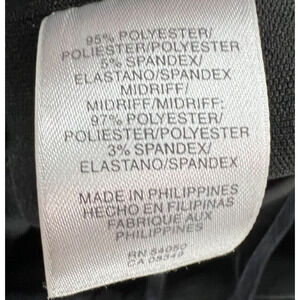 95% POLYESTER/
POLIESTER/POLYESTER
5% SPANDEX/
ELASTANO/SPANDEX
MIDRIFF/
MIDRIFF/MIDRIFF:
97% POLYESTER/
POLIESTER/POLYESTER
3% SPANDEX/
ELASTANO/SPANDEX
MADE IN PHILIPPINES
HECHO EN FILIPINAS
FABRIQUE AUX
PHILIPPINES
RN 54050
CA 05349